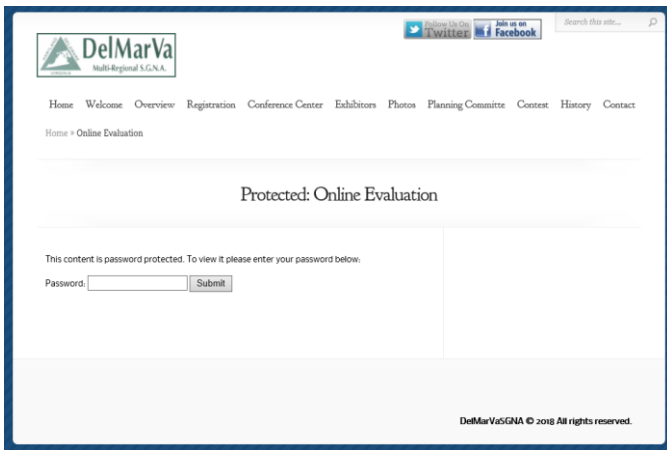 Follow Us On
Twitter
Join us on
Facebook
Search this site...
DelMarVa
Multi-Regional S.G.N.A.
Home Welcome Overview Registration Conference Center Exhibitors Photos Planning Committe Contest History Contact
Home » Online Evaluation
Protected: Online Evaluation
This content is password protected. To view it please enter your password below:
Password: Submit
DelMarVaSGNA © 2018 All rights reserved.